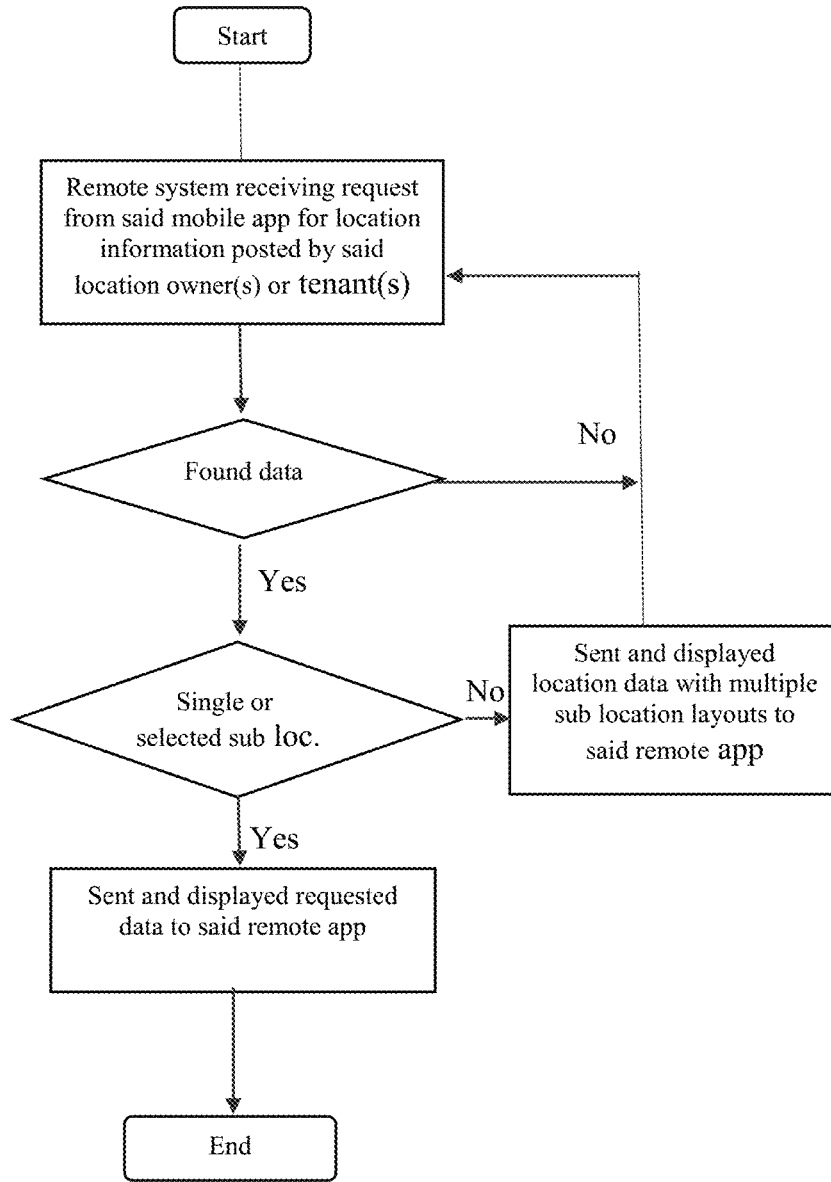 Start
Remote system receiving request
from said mobile app for location
information posted by said
location owner(s) or tenant(s)
No
Found data
Yes
Single or
selected sub loc.
No
Sent and displayed
location data with multiple
sub location layouts to
said remote app
Yes
Sent and displayed requested
data to said remote app
End